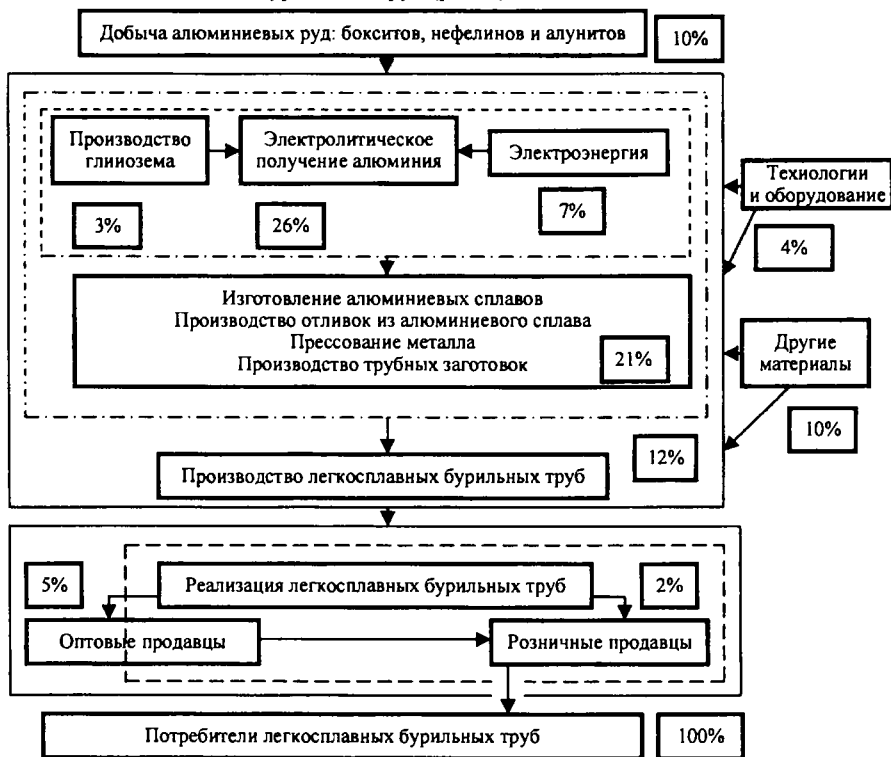 Добыча алюминиевых руд: бокситов, нефелинов и алунитов
10%
Производство
глинозема
Электролитическое
получение алюминия
Электроэнергия
3%
26%
7%
Технологии
и оборудование
4%
Изготовление алюминиевых сплавов
Производство отливок из алюминиевого сплава
Прессование металла
Производство трубных заготовок
21%
Другие
материалы
10%
12%
Производство легкосплавных бурильных труб
5%
Реализация легкосплавных бурильных труб
2%
Оптовые продавцы
Розничные продавцы
Потребители легкосплавных бурильных труб
100%